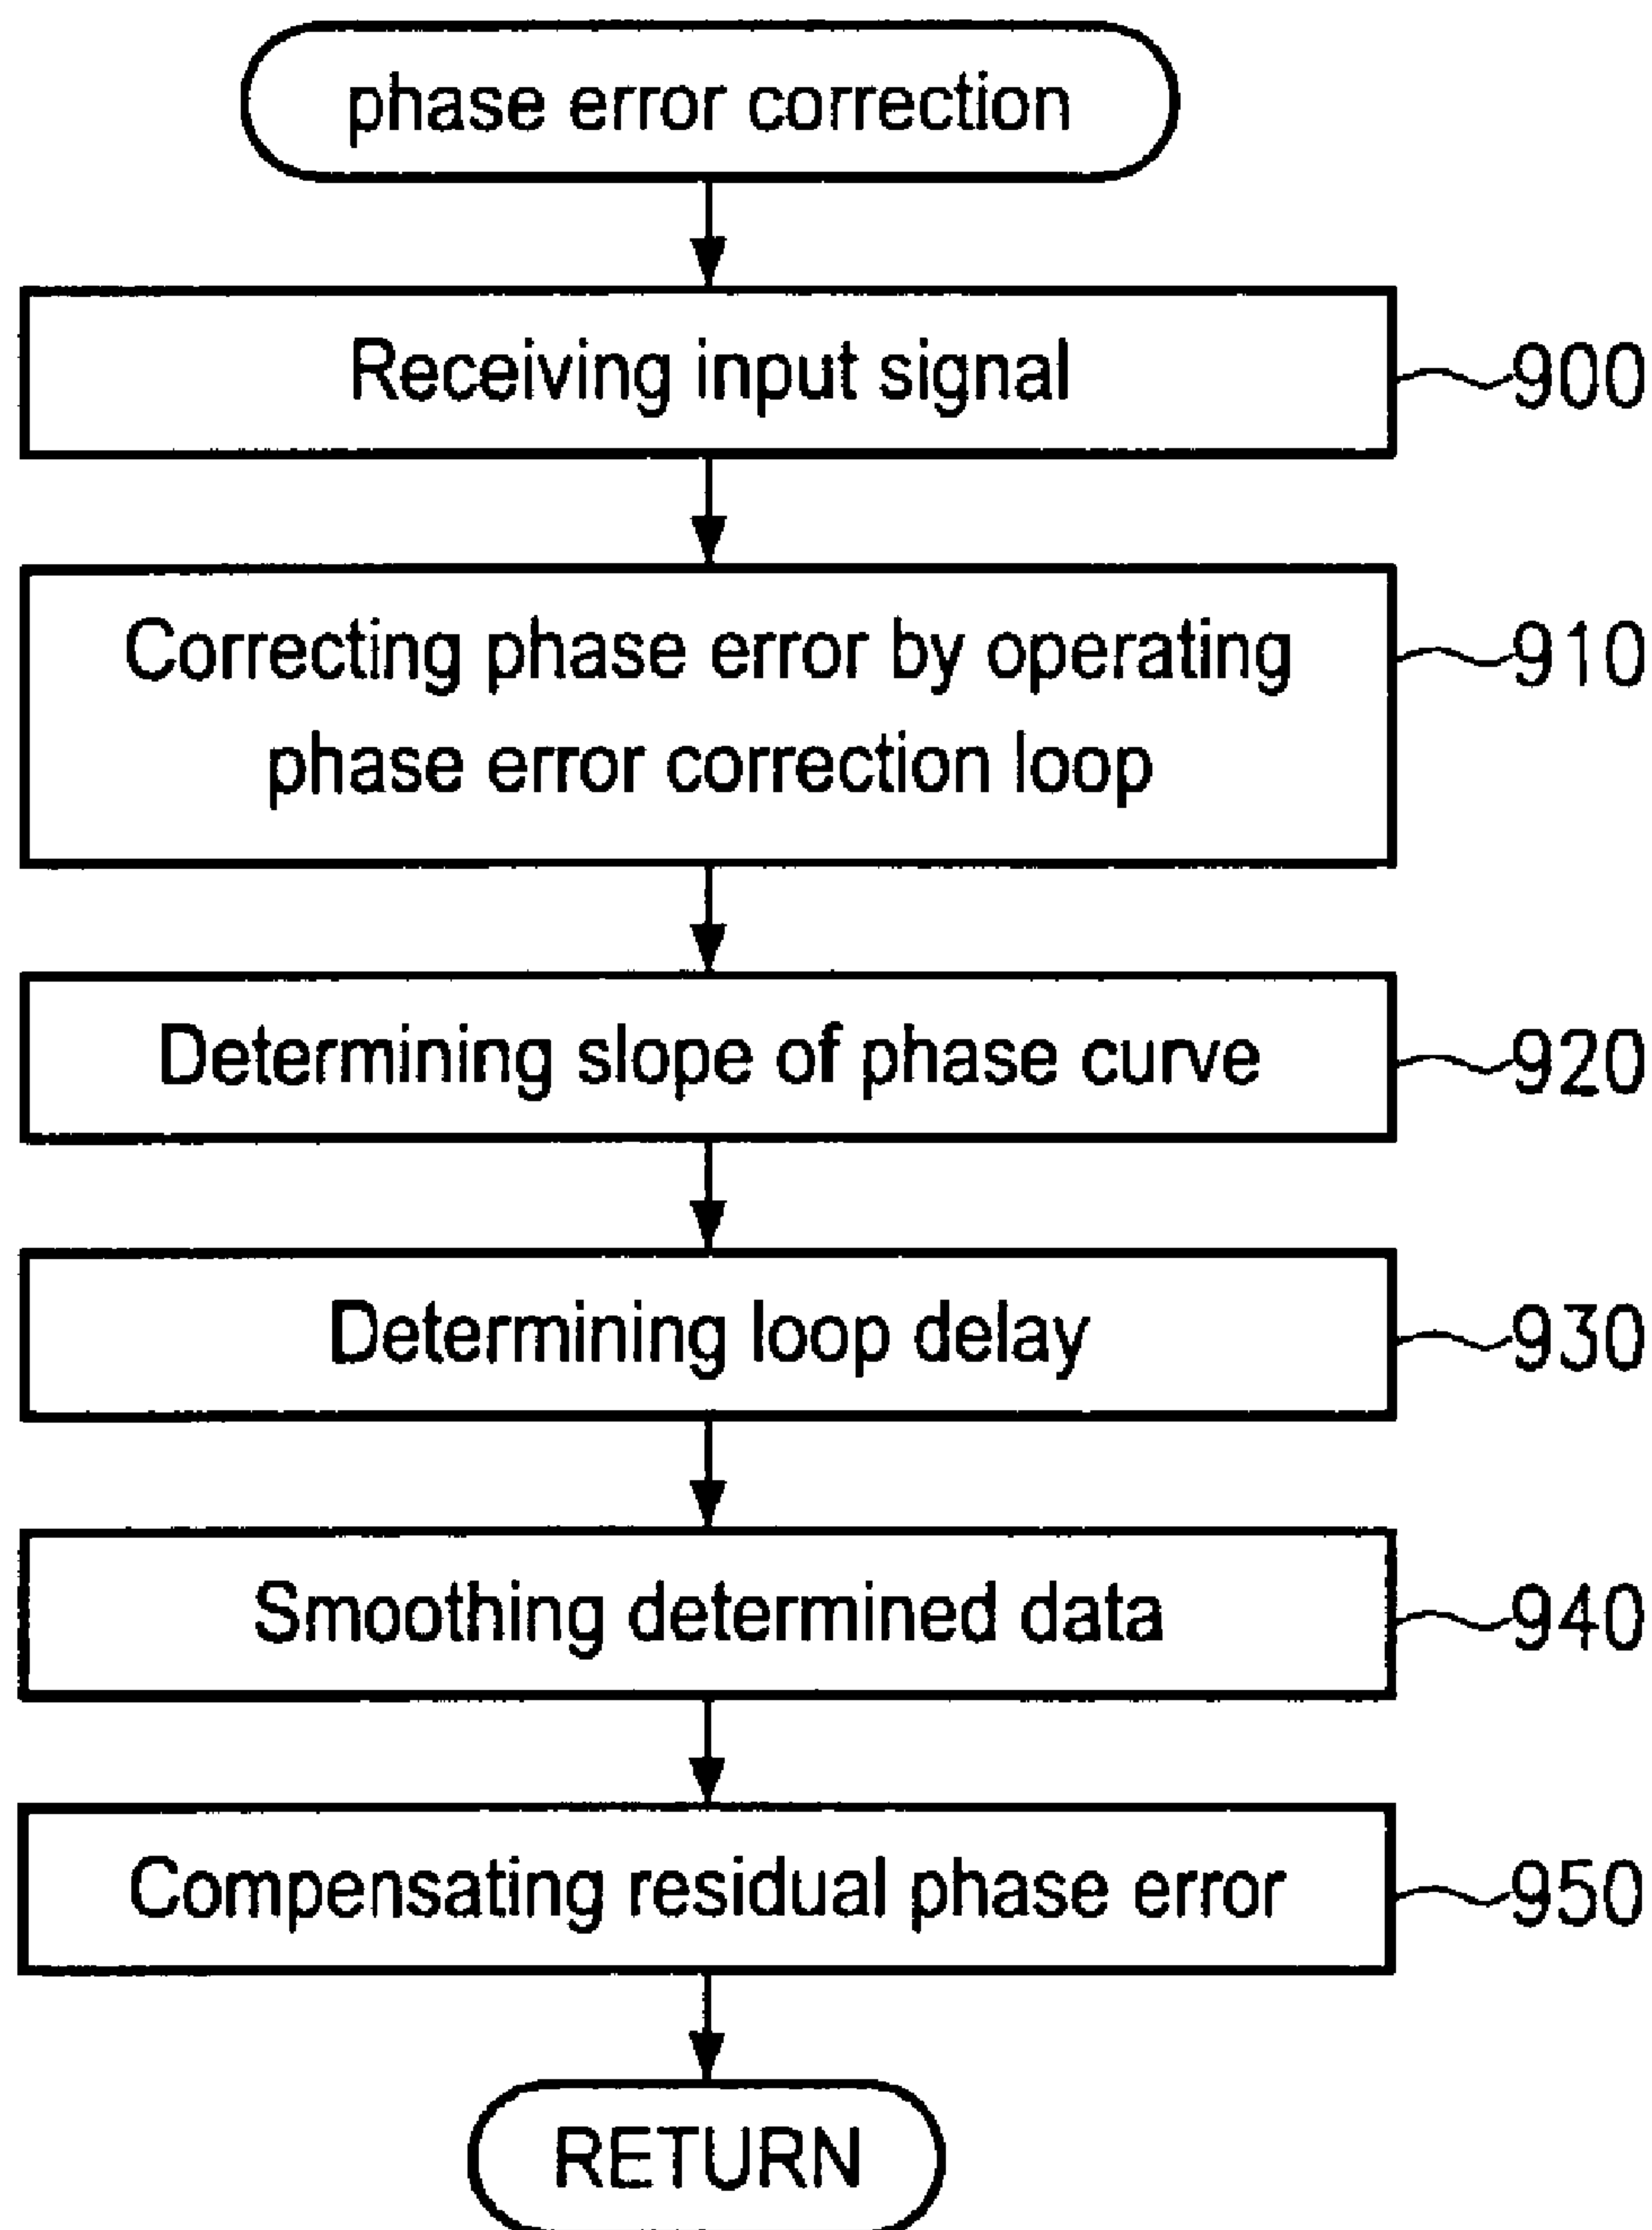 phase error correction
Receiving input signal
900
Correcting phase error by operating
phase error correction loop
910
Determining slope of phase curve
920
Determining loop delay
930
Smoothing determined data
940
Compensating residual phase error
950
RETURN